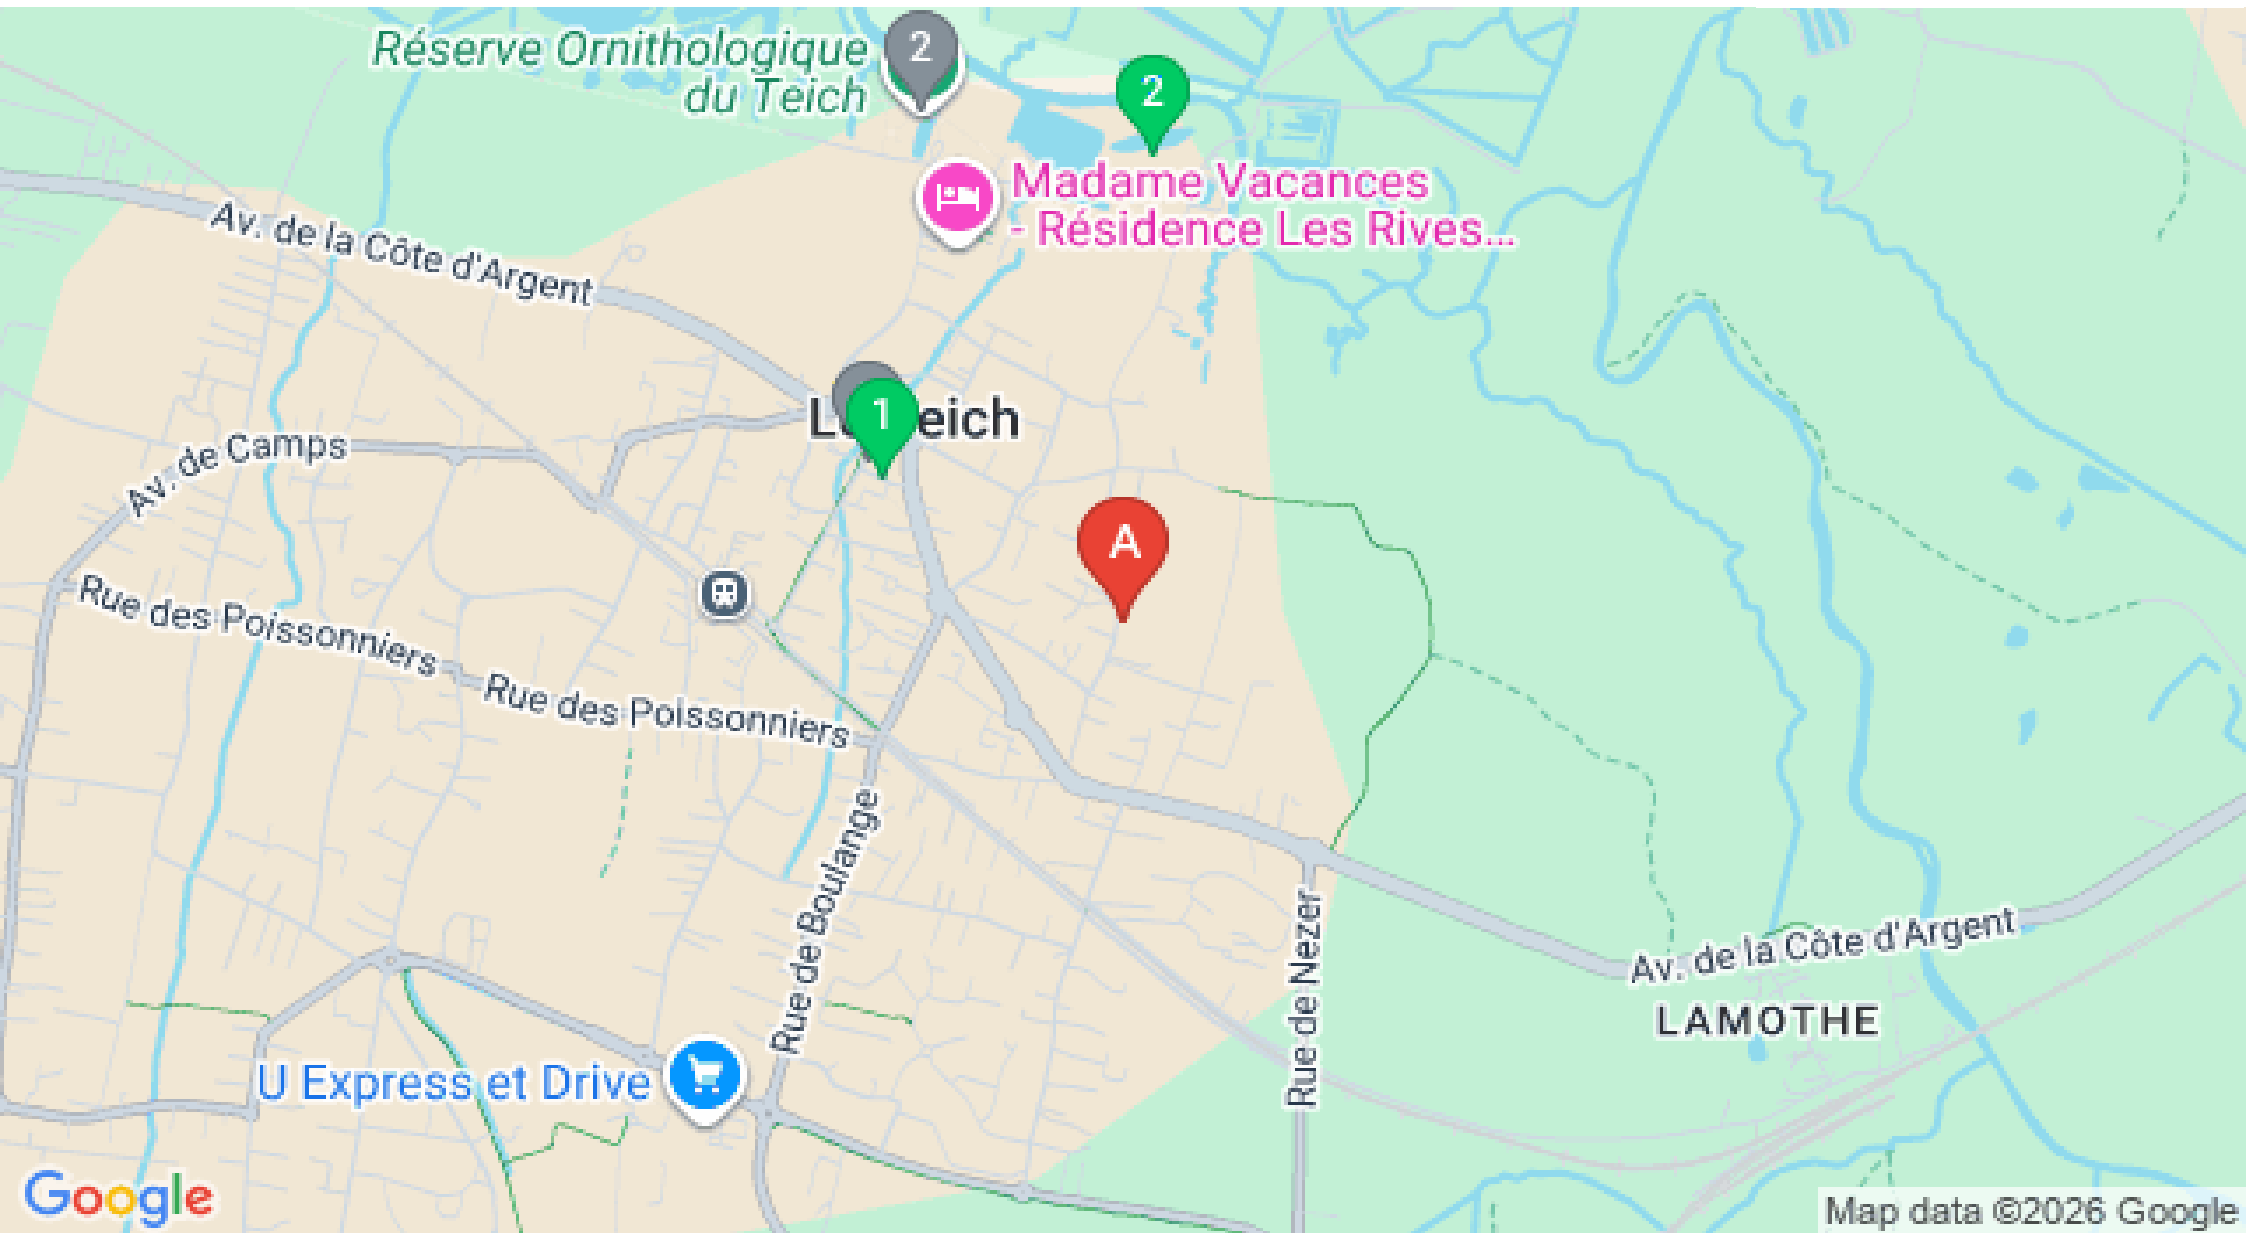 Réserve Ornithologique
du Teich
2
2
Madame Vacances
- Résidence Les Rives...
Av. de la Côte d'Argent
1
eich
Av. de Camps
A
Rue des Poissonniers
Rue des Poissonniers
Rue de Boulange
Rue de Nezer
Av. de la Côte d'Argent
LAMOTHE
U Express et Drive
Google
Map data ©2026 Google